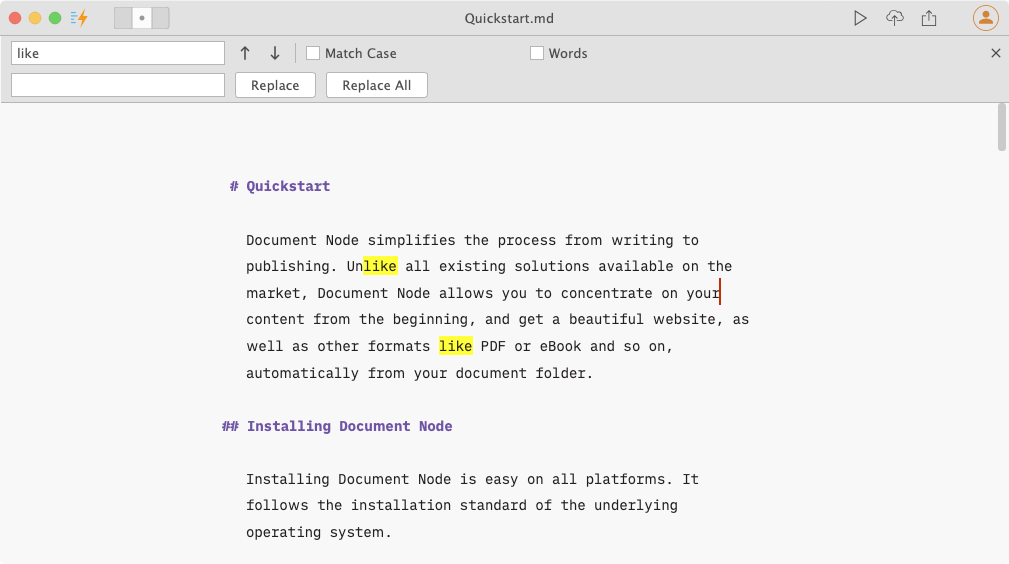 Quickstart.md
like
Match Case
Words
Replace
Replace All
# Quickstart
Document Node simplifies the process from writing to
publishing. Unlike all existing solutions available on the
market, Document Node allows you to concentrate on your
content from the beginning, and get a beautiful website, as
well as other formats like PDF or eBook and so on,
automatically from your document folder.
## Installing Document Node
Installing Document Node is easy on all platforms. It
follows the installation standard of the underlying
operating system.